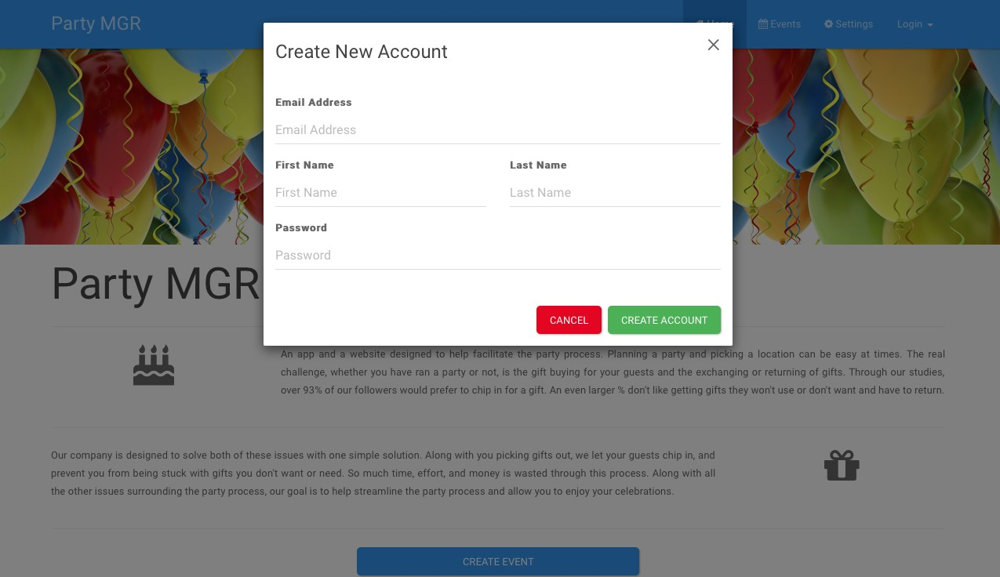 Party MGR
Home Events Settings Login
Create New Account
Email Address
Email Address
First Name Last Name
First Name Last Name
Password
Password
Party MGR
CANCEL CREATE ACCOUNT
An app and a website designed to help facilitate the party process. Planning a party and picking a location can be easy at times. The real
challenge, whether you have ran a party or not, is the gift buying for your guests and the exchanging or returning of gifts. Through our studies,
over 93% of our followers would prefer to chip in for a gift. An even larger % don't like getting gifts they won't use or don't want and have to return.
Our company is designed to solve both of these issues with one simple solution. Along with you picking gifts out, we let your guests chip in, and
prevent you from being stuck with gifts you don't want or need. So much time, effort, and money is wasted through this process. Along with all
the other issues surrounding the party process, our goal is to help streamline the party process and allow you to enjoy your celebrations.
CREATE EVENT